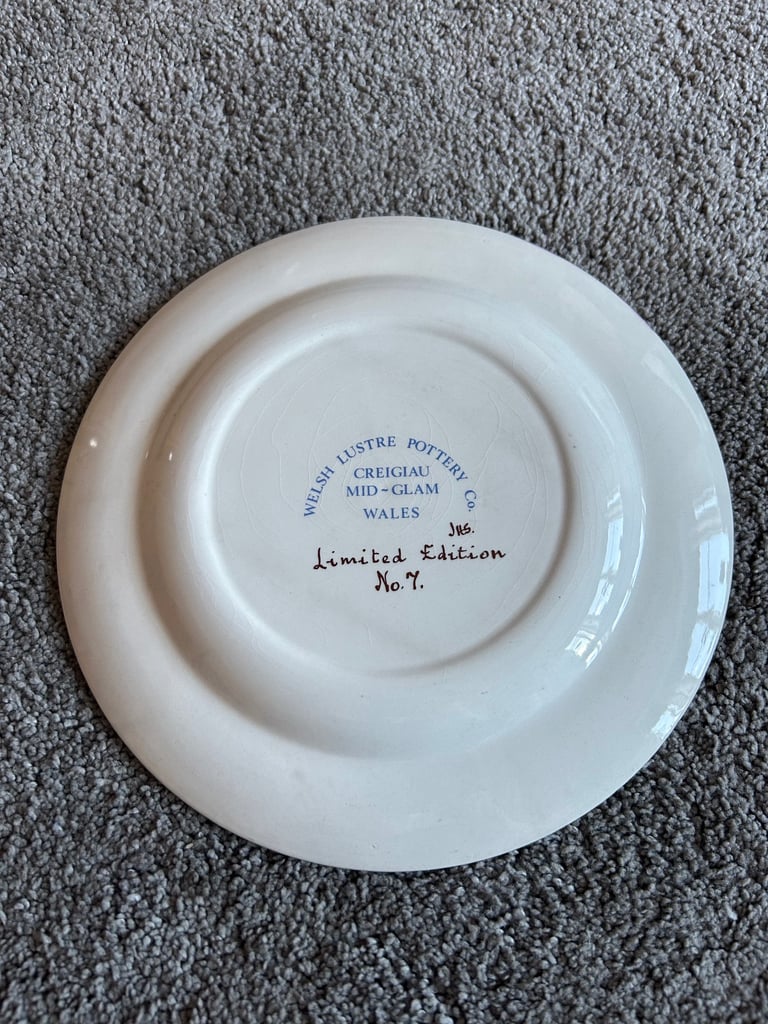 WELSH LUSTRE POTTERY Co.
CREIGIAU
MID~GLAM
WALES
JHS.
Limited Edition
No.7.